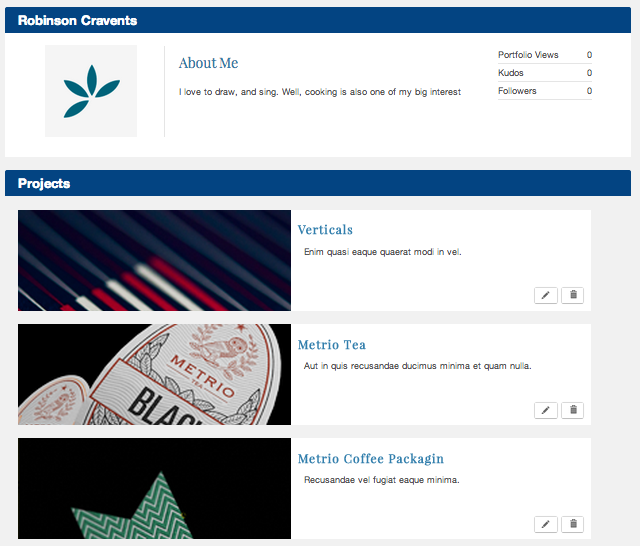 Robinson Cravents
About Me
I love to draw, and sing. Well, cooking is also one of my big interest
Portfolio Views 0
Kudos 0
Followers 0
Projects
Verticals
Enim quasi eaque quaerat modi in vel.
METRIO
TEA
BLAC
Metrio Tea
Aut in quis recusandae ducimus minima et quam nulla.
Metrio Coffee Packagin
Recusandae vel fugiat eaque minima.